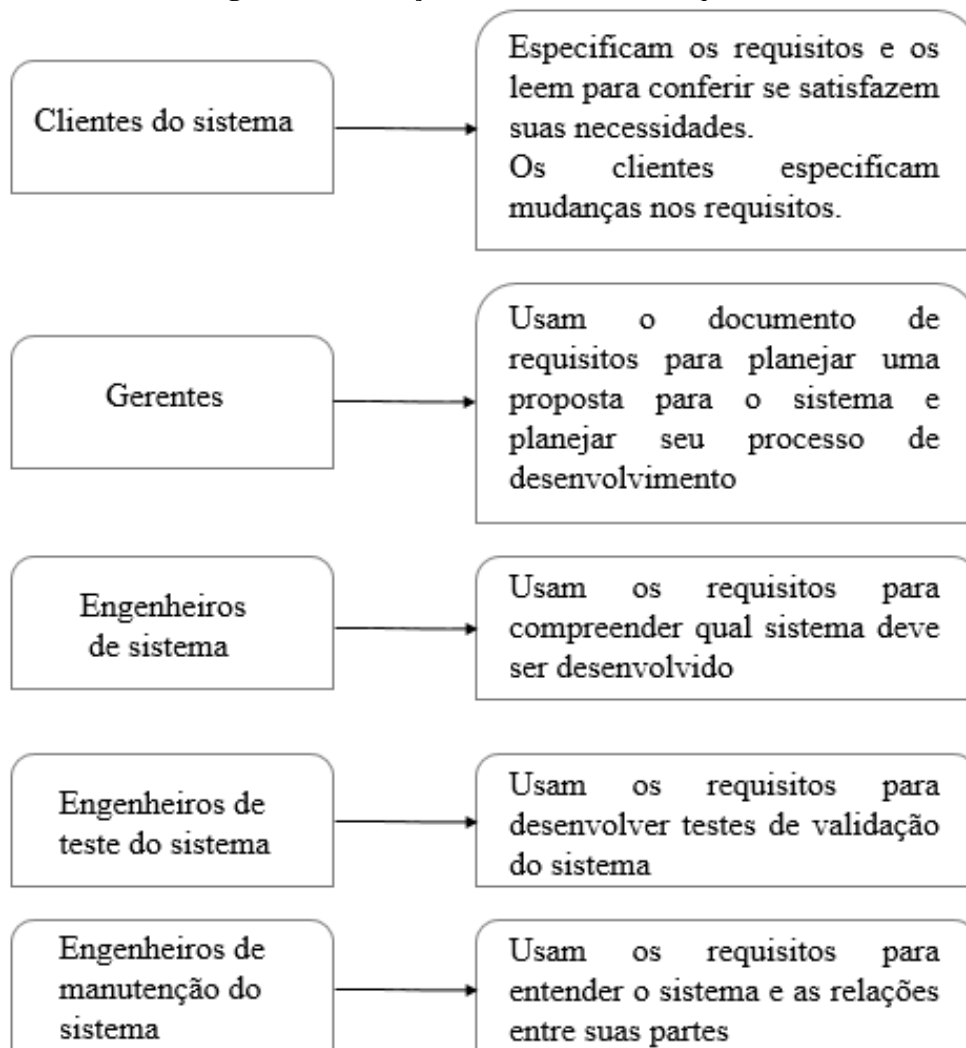 Clientes do sistema
Especificam os requisitos e os
leem para conferir se satisfazem
suas necessidades.
Os clientes especificam
mudanças nos requisitos.
Gerentes
Usam o documento de
requisitos para planejar uma
proposta para o sistema e
planejar seu processo de
desenvolvimento
Engenheiros
de sistema
Usam os requisitos para
compreender qual sistema deve
ser desenvolvido
Engenheiros de
teste do sistema
Usam os requisitos para
desenvolver testes de validação
do sistema
Engenheiros de
manutenção do
sistema
Usam os requisitos para
entender o sistema e as relações
entre suas partes